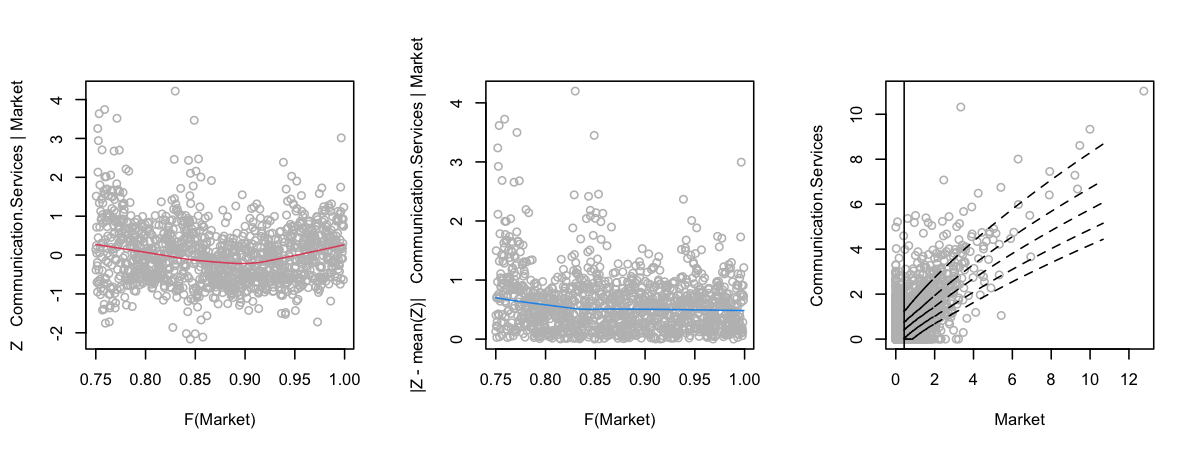 Z   Communication.Services | Market
4
3
2
1
0
-1
-2
0.75 0.80 0.85 0.90 0.95 1.00
F(Market)
|Z - mean(Z)|   Communication.Services | Market
4
3
2
1
0
0.75 0.80 0.85 0.90 0.95 1.00
F(Market)
Communication.Services
10
8
6
4
2
0
0 2 4 6 8 10 12
Market